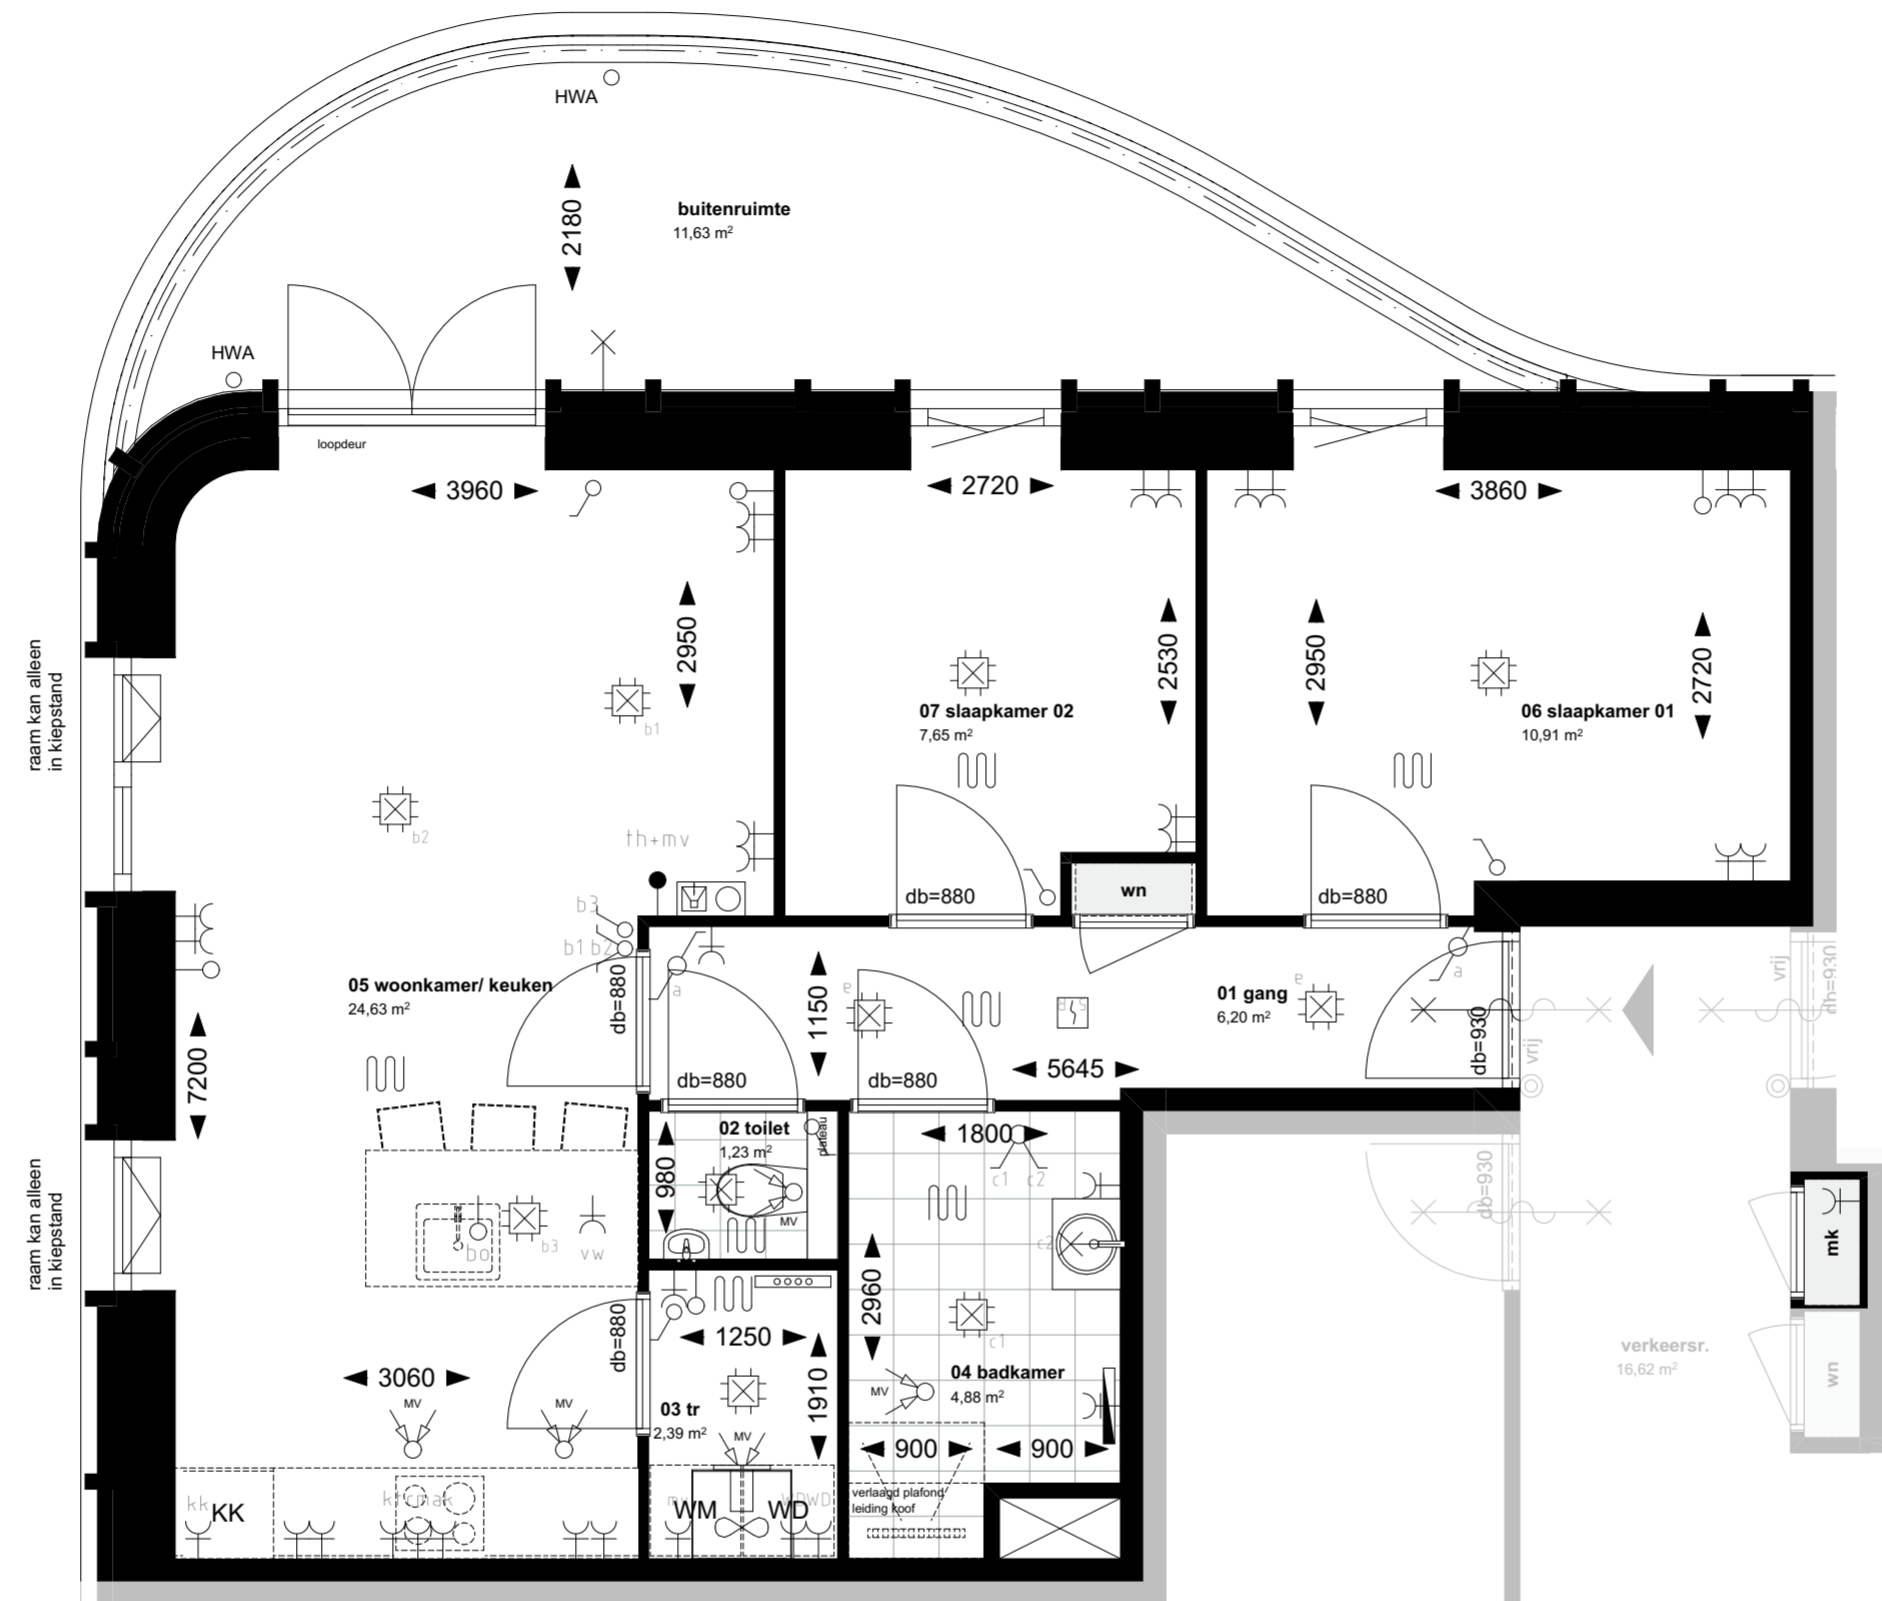 HWA
2180
buitenruimte
11,63 m²
HWA
loopdeur
3960
2720
3860
2950
2530
2950
2720
raam kan alleen
in kiepstand
b1
07 slaapkamer 02
7,65 m²
06 slaapkamer 01
10,91 m²
b2
th+mv
db=880
wn
db=880
b3
b1 b2
05 woonkamer/ keuken
24,63 m²
db=880
a
1150
e
01 gang
6,20 m²
e
a
db=930
vrij
vrij
db=930
7200
db=880
db=880
5645
02 toilet
1,23 m²
plateau
980
MV
1800
c1 c2
db=930
raam kan alleen
in kiepstand
bo
b3
vw
c2
mk
2960
db=880
1250
1910
c1
04 badkamer
4,88 m²
MV
verkeersr.
16,62 m²
wn
3060
MV
MV
03 tr
2,39 m²
MV
900
900
verlaagd plafond
leiding koof
kk
KK
WM
WD
WD